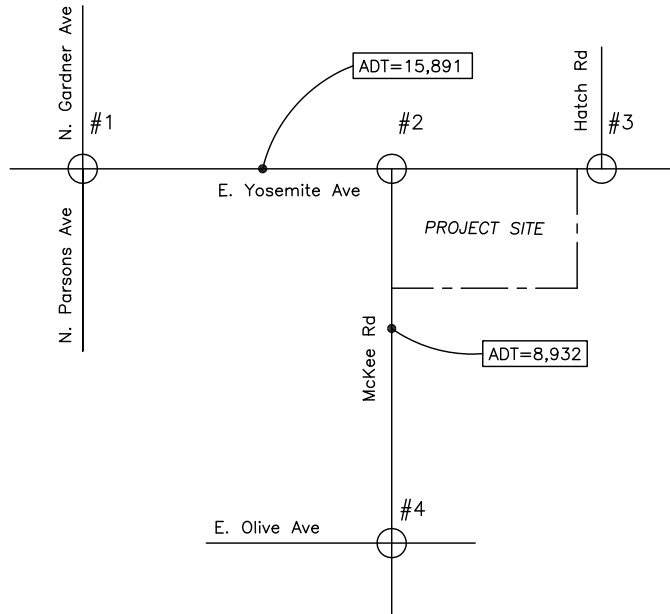 N. Gardner Ave
ADT=15,891
Hatch Rd
#1
#2
#3
E. Yosemite Ave
N. Parsons Ave
PROJECT SITE
McKee Rd
ADT=8,932
#4
E. Olive Ave